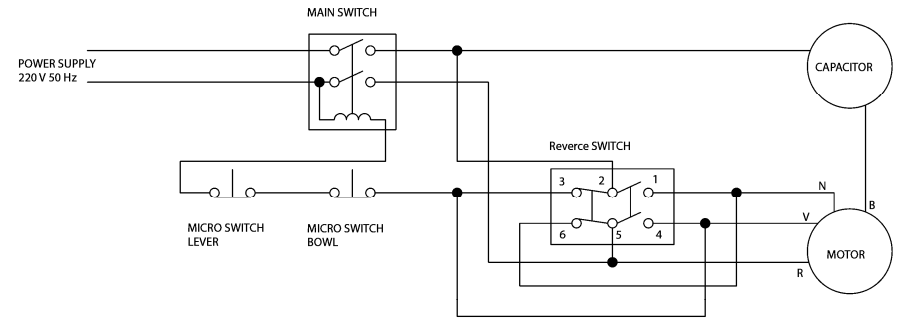 MAIN SWITCH
POWER SUPPLY
220 V 50 Hz
CAPACITOR
Reverce SWITCH
3 2 1
6 5 4
MICRO SWITCH
LEVER
MICRO SWITCH
BOWL
N
B
V
R
MOTOR